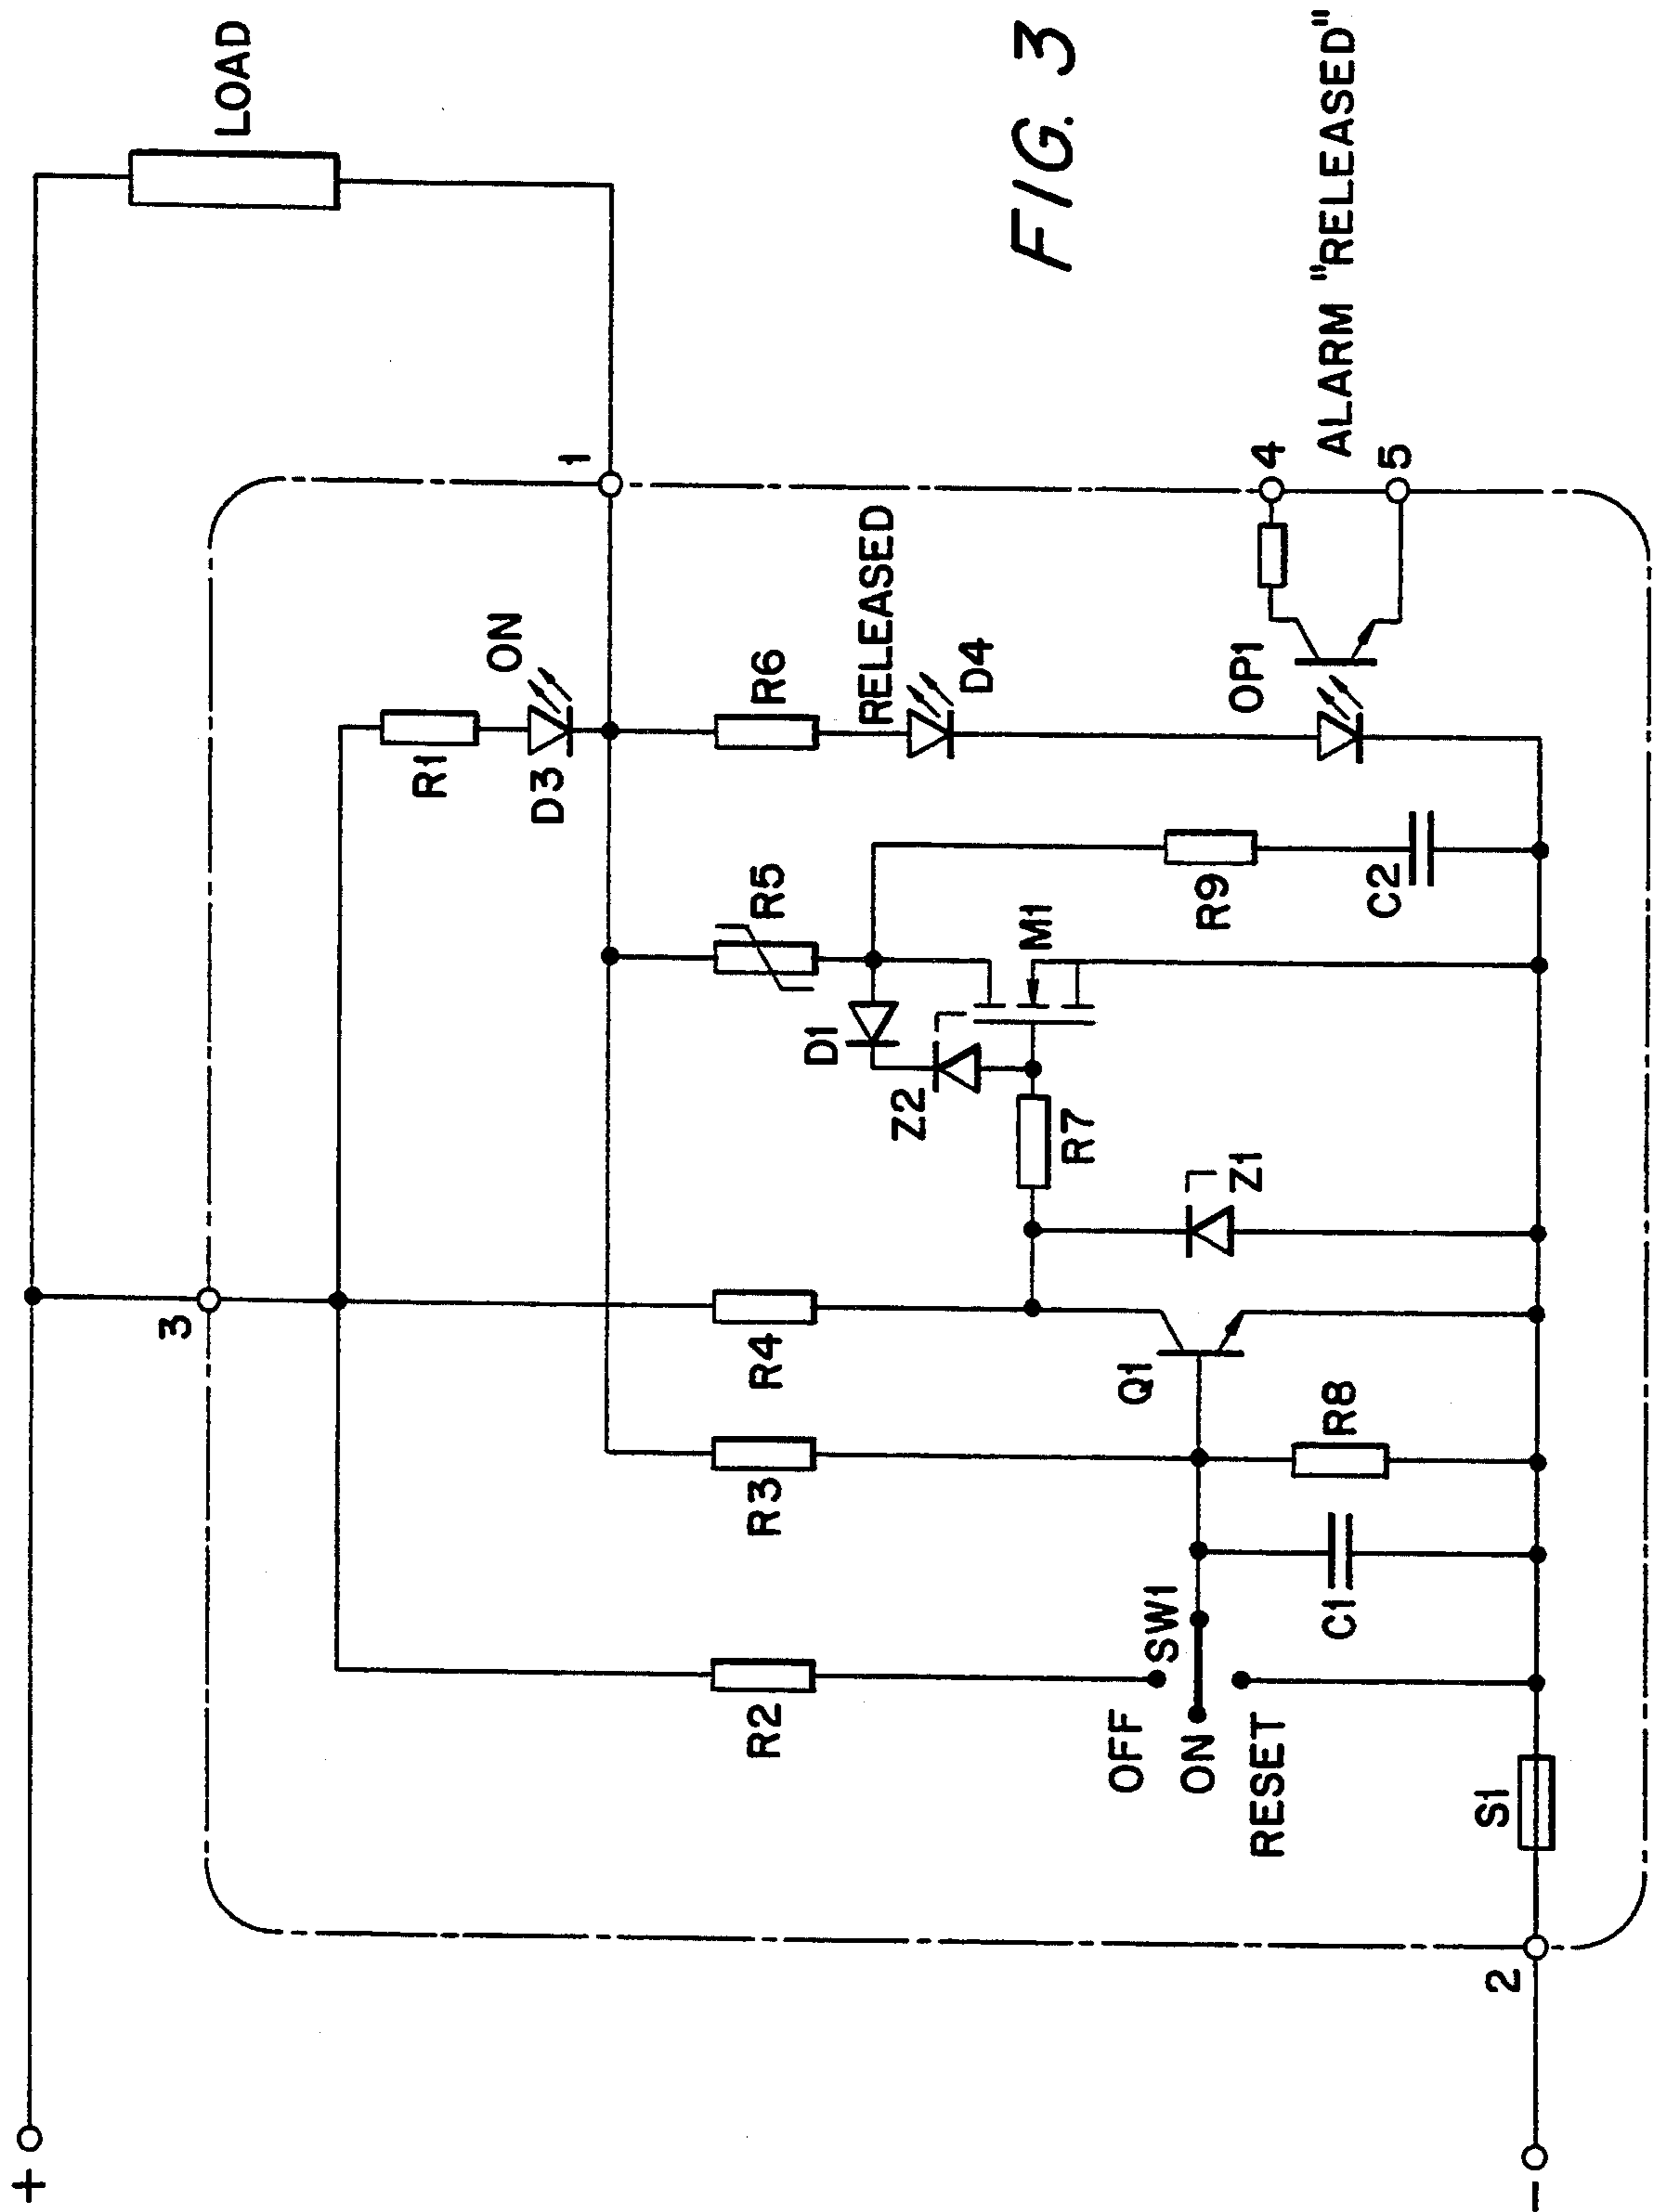 +
LOAD
3
1
R1
ON
D3
R2
R3
R4
R5
R6
RELEASED
D4
D1
Z2
M1
R7
R9
C2
Z1
Q1
R8
C1
OFF
SW1
ON
RESET
OP1
4
5
ALARM "RELEASED"
S1
2
-
FIG. 3